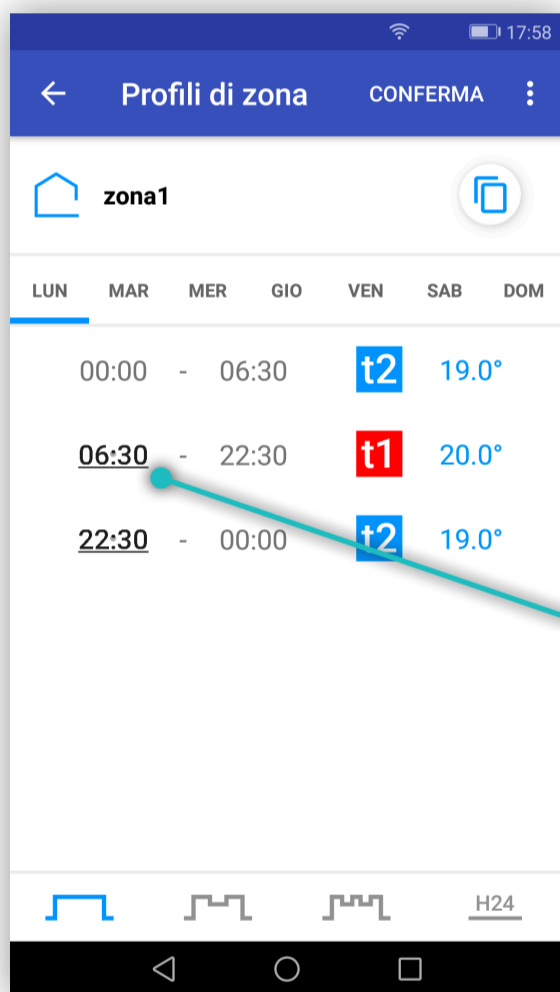 17:58
Profili di zona CONFERMA
zona1
LUN MAR MER GIO VEN SAB DOM
00:00 - 06:30 t2 19.0°
06:30 - 22:30 t1 20.0°
22:30 - 00:00 t2 19.0°
H24